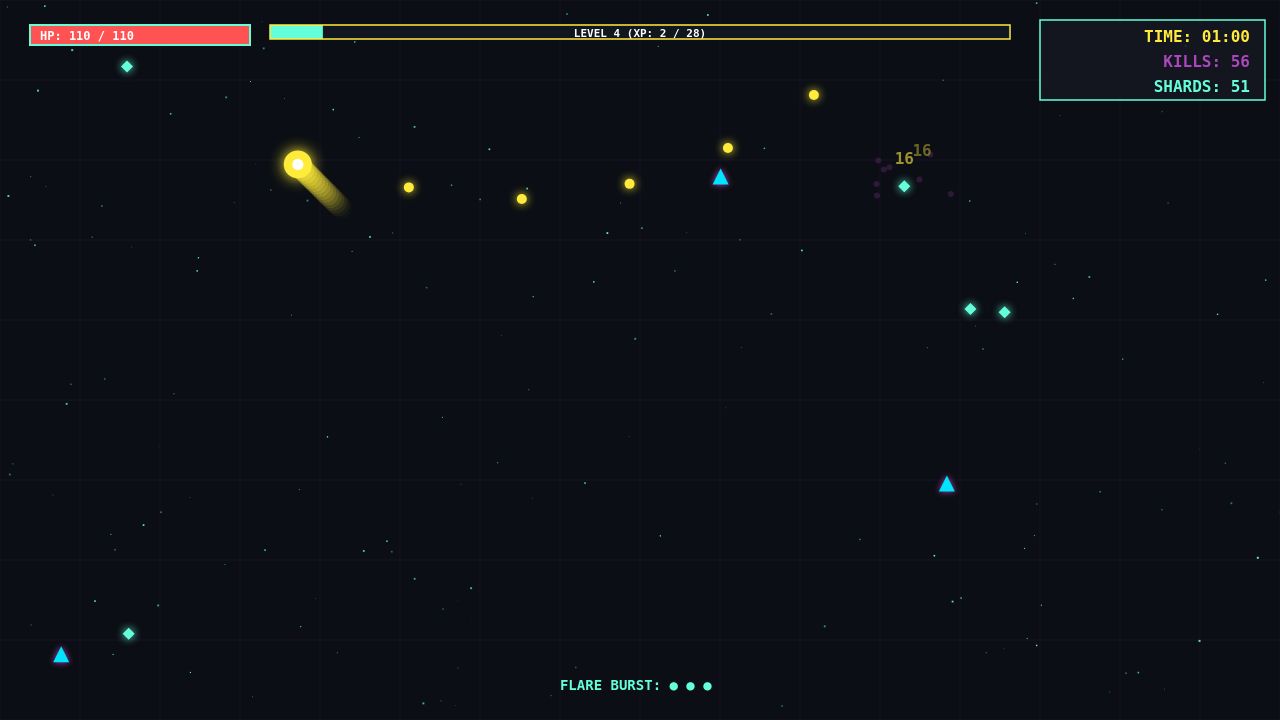 HP: 110 / 110
LEVEL 4 (XP: 2 / 28)
TIME: 01:00
KILLS: 56
SHARDS: 51
16
16
FLARE BURST: ● ● ●